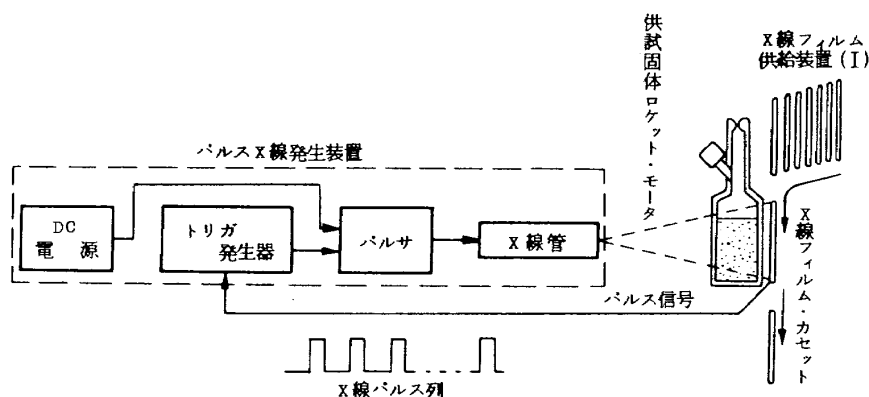 供試固体ロケット・モータ
X線フィルム
供給装置(I)
パルスX線発生装置
DC
電 源
トリガ
発生器
パルサ
X線管
X線フィルム・カセット
パルス信号
X線パルス列